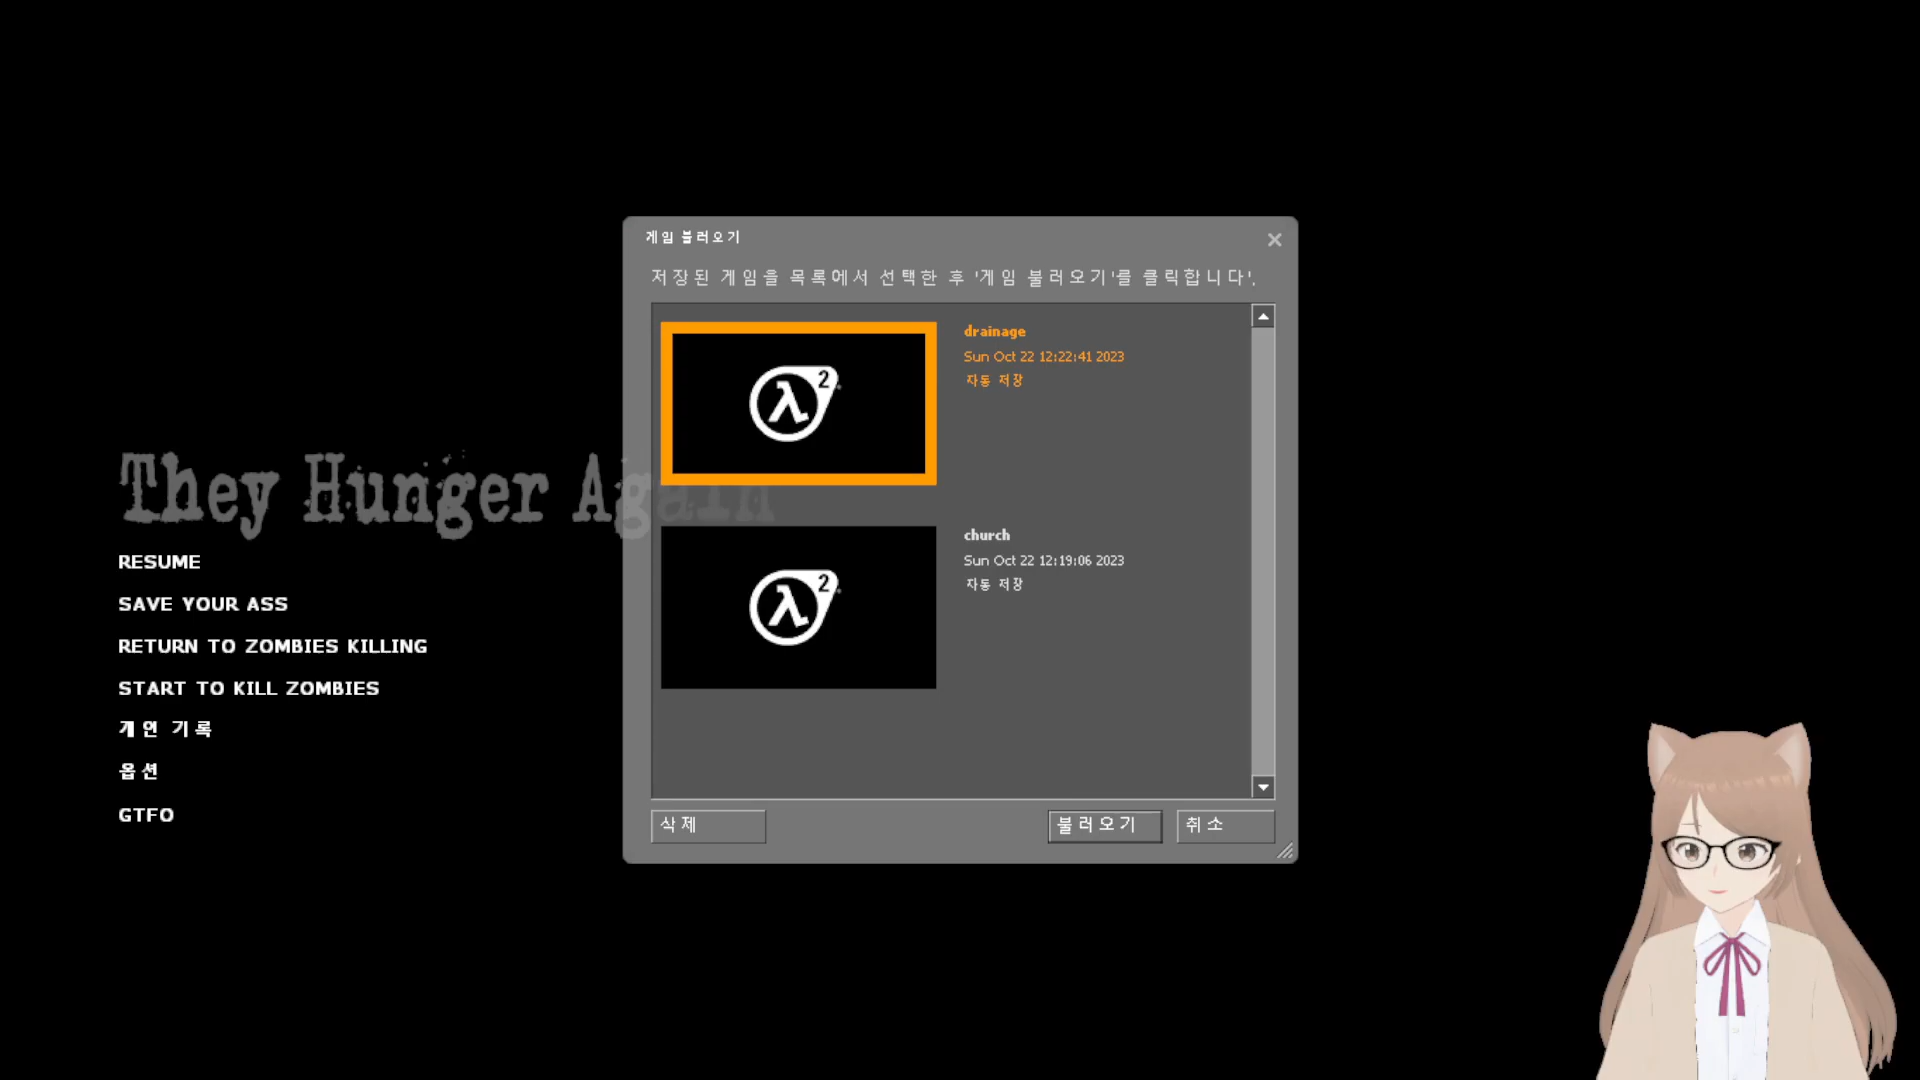 They Hunger Again
RESUME
SAVE YOUR ASS
RETURN TO ZOMBIES KILLING
START TO KILL ZOMBIES
개인 기록
옵션
GTFO
게임 불러오기
저장된 게임을 목록에서 선택한 후 '게임 불러오기'를 클릭합니다'.
2
drainage
Sun Oct 22 12:22:41 2023
자동 저장
2
church
Sun Oct 22 12:19:06 2023
자동 저장
삭제
불러오기
취소